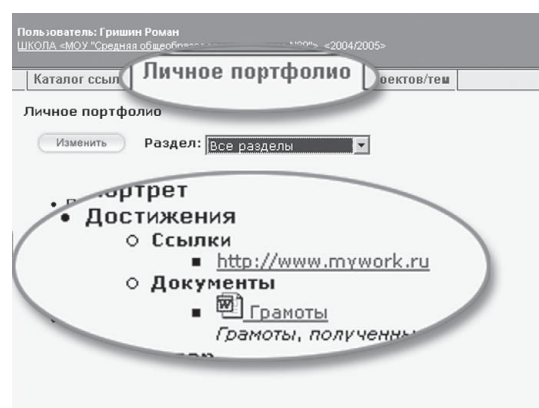 Пользователь: Гришин Роман
ШКОЛА <МОУ "Средняя <2004/2005>
Каталог ссыл
Личное портфолио
оектов/тем
Личное портфолио
Изменить Раздел: Все разделы
ортрет
• Достижения
○ Ссылки
■ http://www.mywork.ru
○ Документы
■ Грамоты
Грамоты, полученны